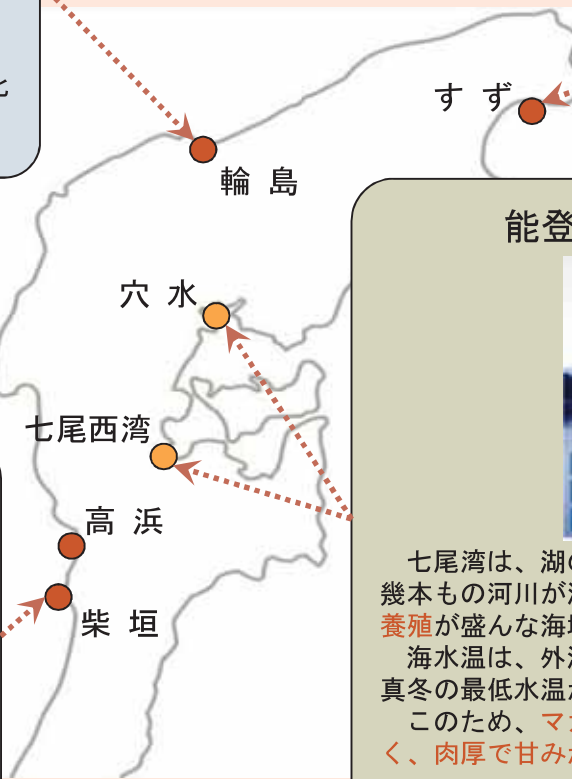 すず
輪島
能登
穴水
七尾西湾
高浜
柴垣
七尾湾は、湖の
幾本もの河川が
養殖が盛んな海
海水温は、外
真冬の最低水温
このため、マ
く、肉厚で甘み